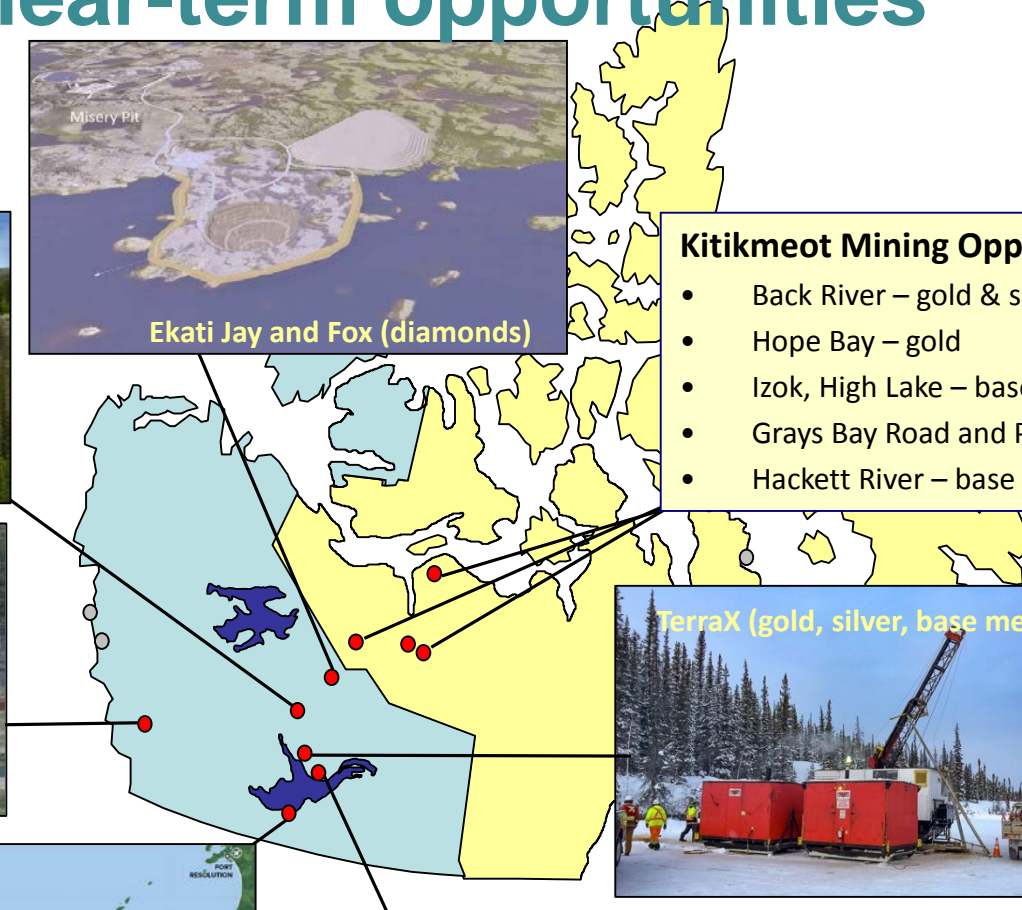 near-term opportunities
Misery Pit
Ekati Jay and Fox (diamonds)
Kitikmeot Mining Opp
• Back River – gold & s
• Hope Bay – gold
• Izok, High Lake – base
• Grays Bay Road and P
• Hackett River – base
TerraX (gold, silver, base me
FORT
RESOLUTION